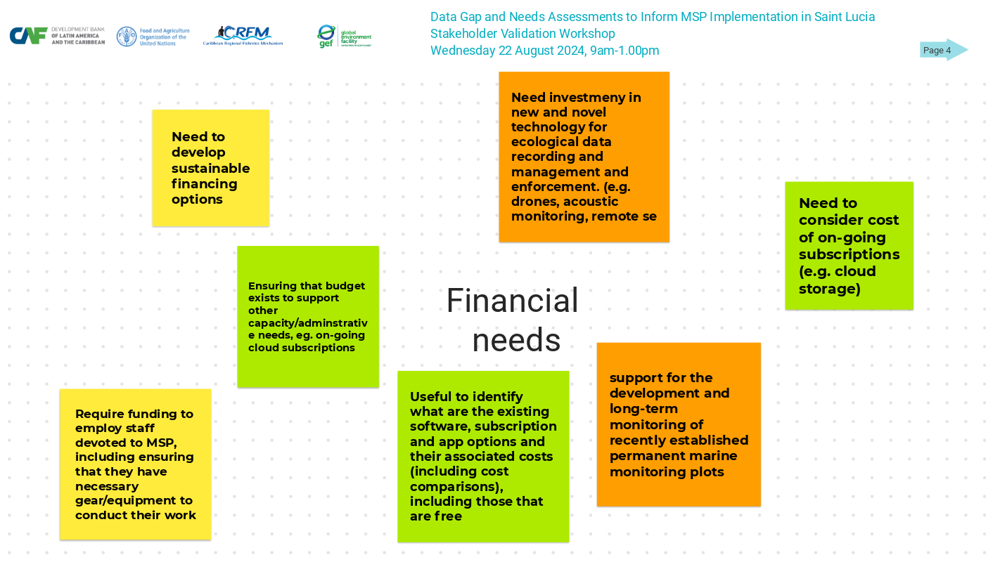 CAF DEVELOPMENT BANK
OF LATIN AMERICA
AND THE CARIBBEAN
Food and Agriculture
Organization of the
United Nations
CRFM
Caribbean Regional Fisheries Mechanism
gef
global
environment
facility
INVESTING IN OUR PLANET
Data Gap and Needs Assessments to Inform MSP Implementation in Saint Lucia
Stakeholder Validation Workshop
Wednesday 22 August 2024, 9am-1.00pm
Page 4
Need investmeny in
new and novel
technology for
ecological data
recording and
management and
enforcement. (e.g.
drones, acoustic
monitoring, remote se
Need to
develop
sustainable
financing
options
Need to
consider cost
of on-going
subscriptions
(e.g. cloud
storage)
Ensuring that budget
exists to support
other
capacity/adminstrativ
e needs, eg. on-going
cloud subscriptions
Financial
needs
support for the
development and
long-term
monitoring of
recently established
permanent marine
monitoring plots
Useful to identify
what are the existing
software, subscription
and app options and
their associated costs
(including cost
comparisons),
including those that
are free
Require funding to
employ staff
devoted to MSP,
including ensuring
that they have
necessary
gear/equipment to
conduct their work